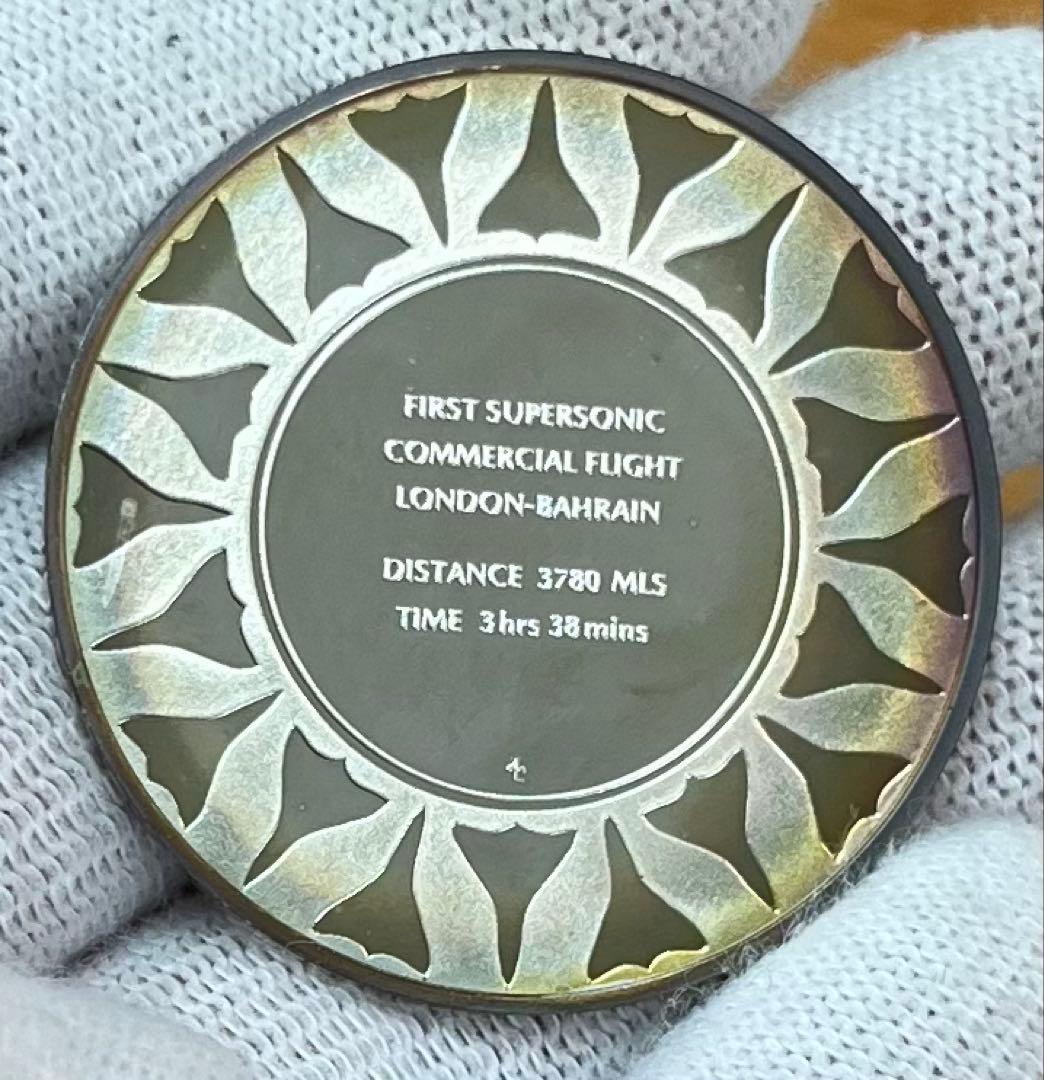 FIRST SUPERSONIC
COMMERCIAL FLIGHT
LONDON-BAHRAIN
DISTANCE 3780 MLS
TIME 3hrs 38mins